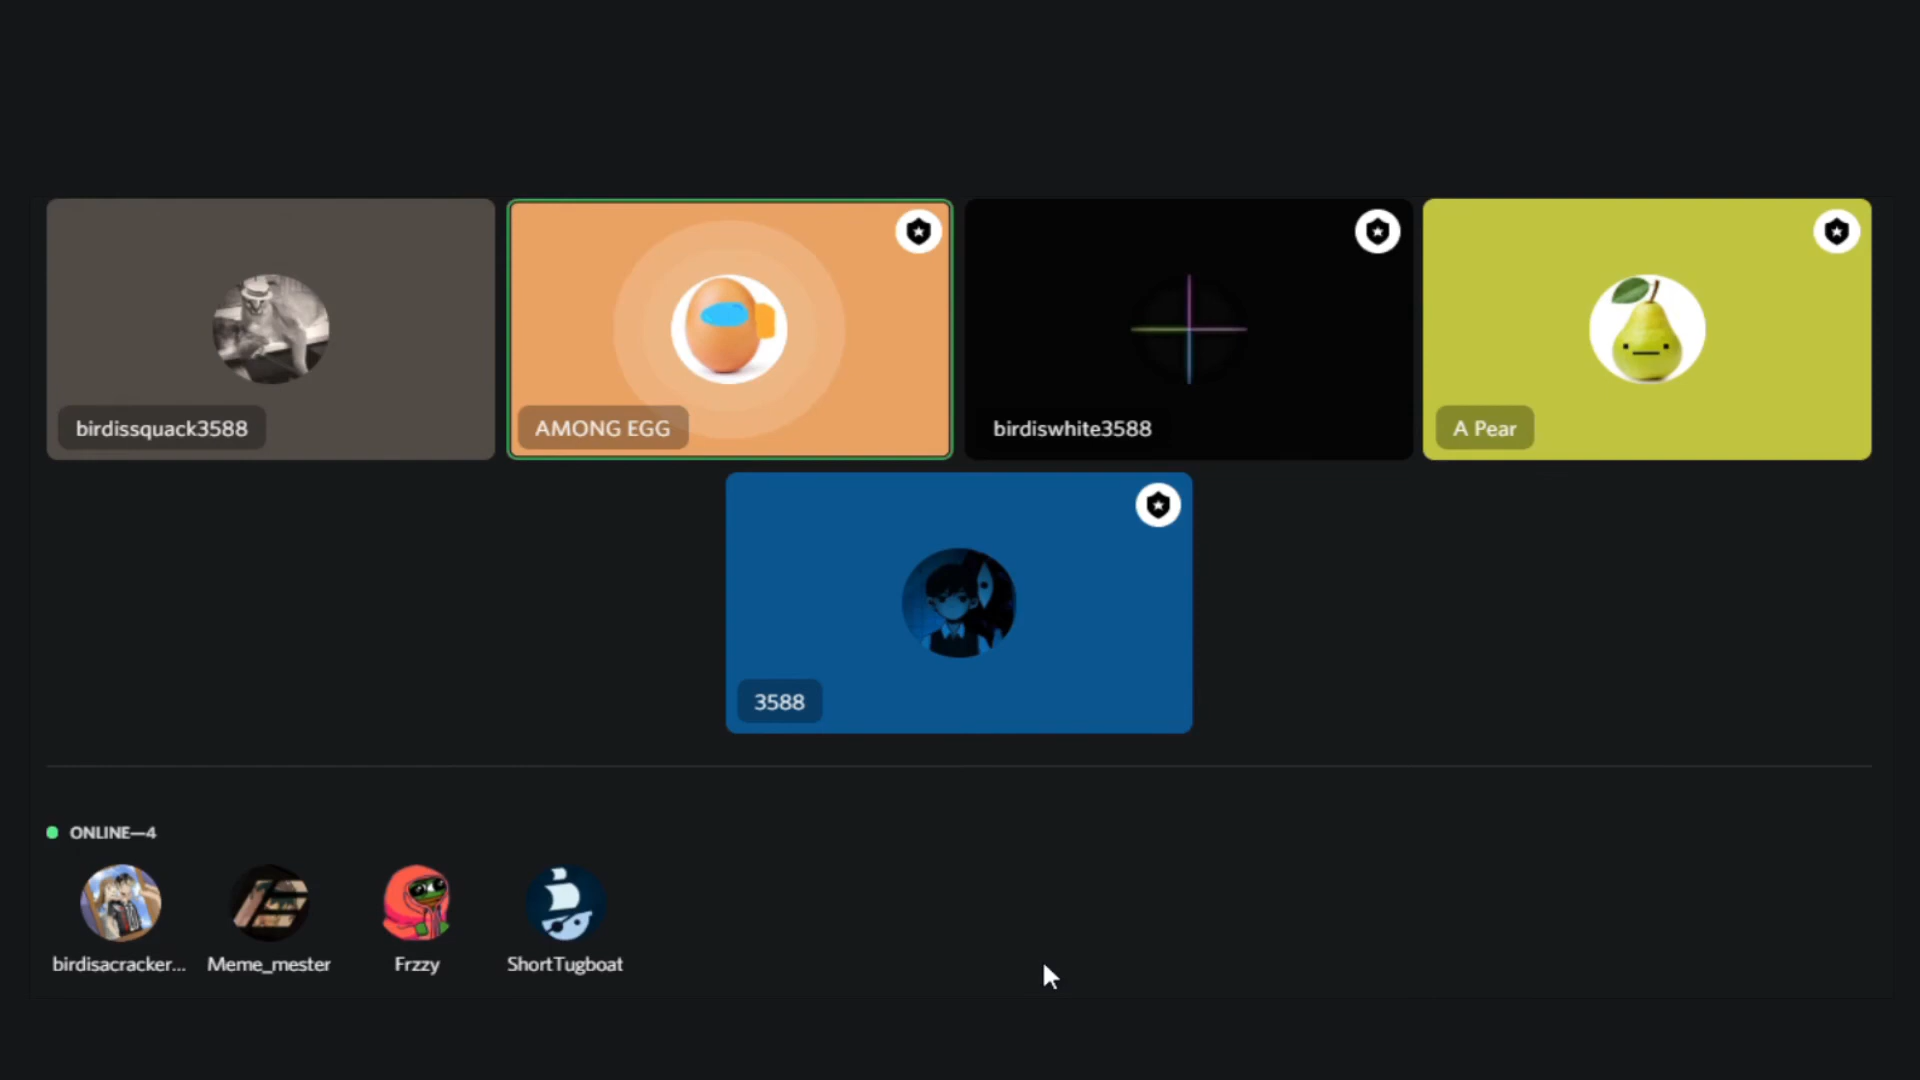 birdissquack3588
AMONG EGG
birdiswhite3588
A Pear
3588
ONLINE—4
birdisacracker...
Meme_mester
Frzzy
ShortTugboat